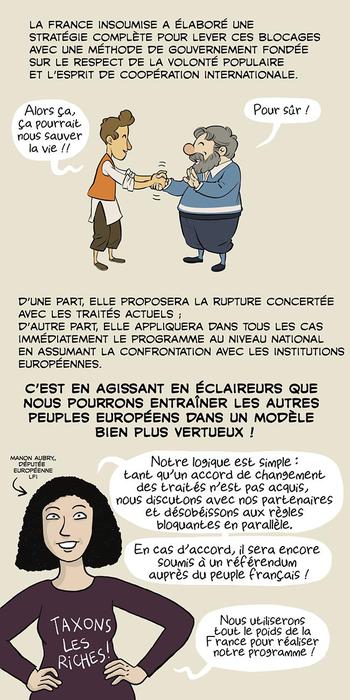 LA FRANCE INSOUMISE A ÉLABORÉ UNE
STRATÉGIE COMPLÈTE POUR LEVER CES BLOCAGES
AVEC UNE MÉTHODE DE GOUVERNEMENT FONDÉE
SUR LE RESPECT DE LA VOLONTÉ POPULAIRE
ET L'ESPRIT DE COOPÉRATION INTERNATIONALE.
Alors ça,
ça pourrait
nous sauver
la vie !!
Pour sûr !
D'UNE PART, ELLE PROPOSERA LA RUPTURE CONCERTÉE
AVEC LES TRAITÉS ACTUELS ;
D'AUTRE PART, ELLE APPLIQUERA DANS TOUS LES CAS
IMMÉDIATEMENT LE PROGRAMME AU NIVEAU NATIONAL
EN ASSUMANT LA CONFRONTATION AVEC LES INSTITUTIONS
EUROPÉENNES.
C'EST EN AGISSANT EN ÉCLAIREURS QUE
NOUS POURRONS ENTRAÎNER LES AUTRES
PEUPLES EUROPÉENS DANS UN MODÈLE
BIEN PLUS VERTUEUX !
MANON AUBRY,
DÉPUTÉE
EUROPÉENNE
LFI
Notre logique est simple :
tant qu'un accord de changement
des traités n'est pas acquis,
nous discutons avec nos partenaires
et désobéissons aux règles
bloquantes en parallèle.
En cas d'accord, il sera encore
soumis à un référendum
auprès du peuple français !
TAXONS
LES
RICHES!
Nous utiliserons
tout le poids de la
France pour réaliser
notre programme !